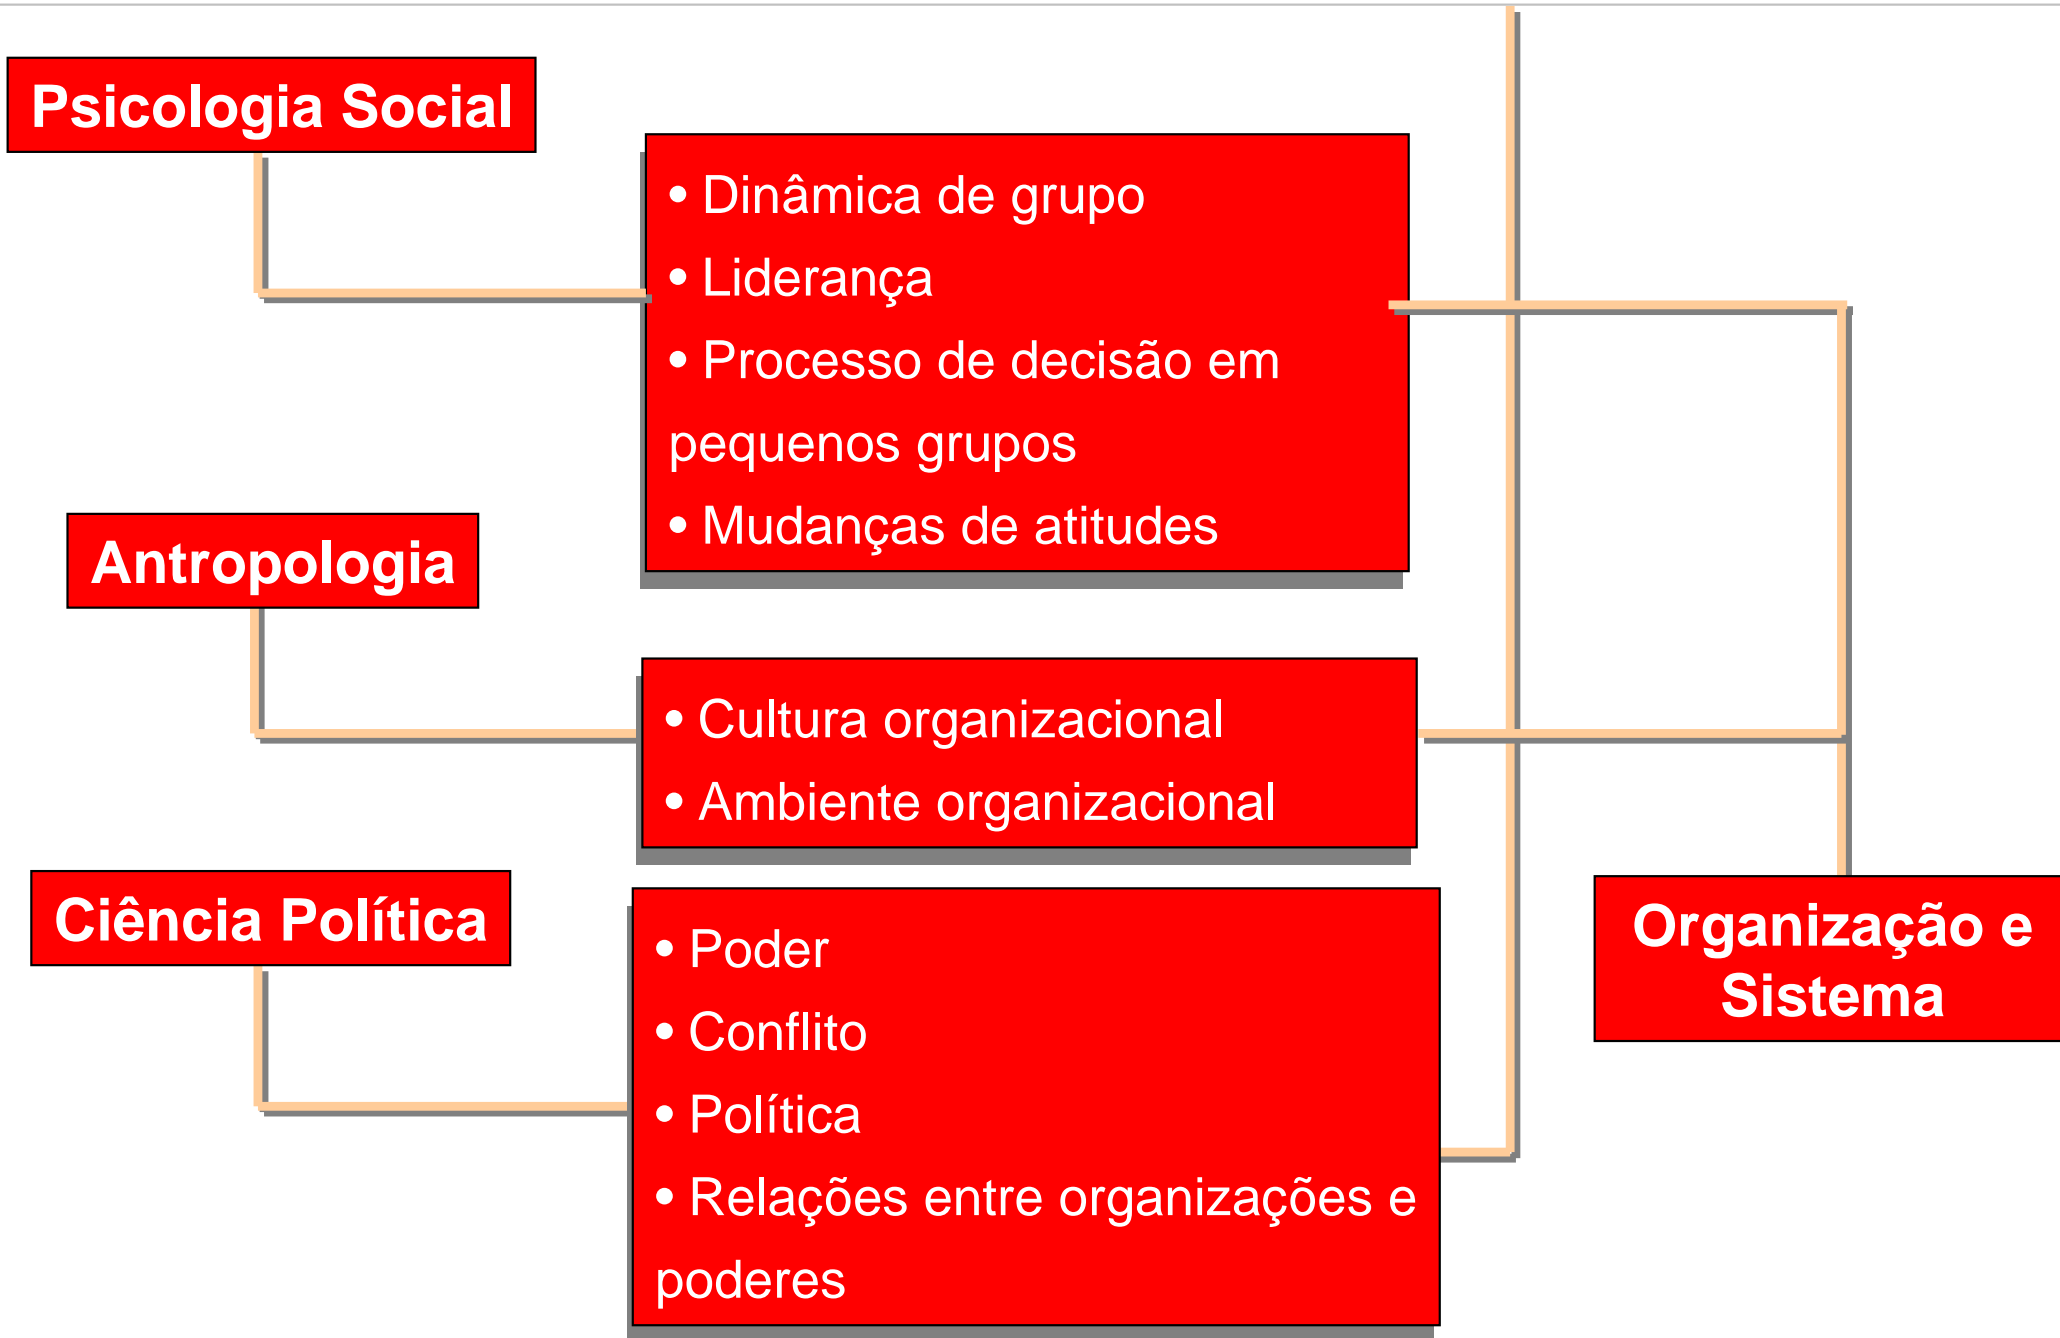 Psicologia Social
• Dinâmica de grupo
• Liderança
• Processo de decisão em
pequenos grupos
• Mudanças de atitudes
Antropologia
• Cultura organizacional
• Ambiente organizacional
Ciência Política
• Poder
• Conflito
• Política
• Relações entre organizações e
poderes
Organização e
Sistema